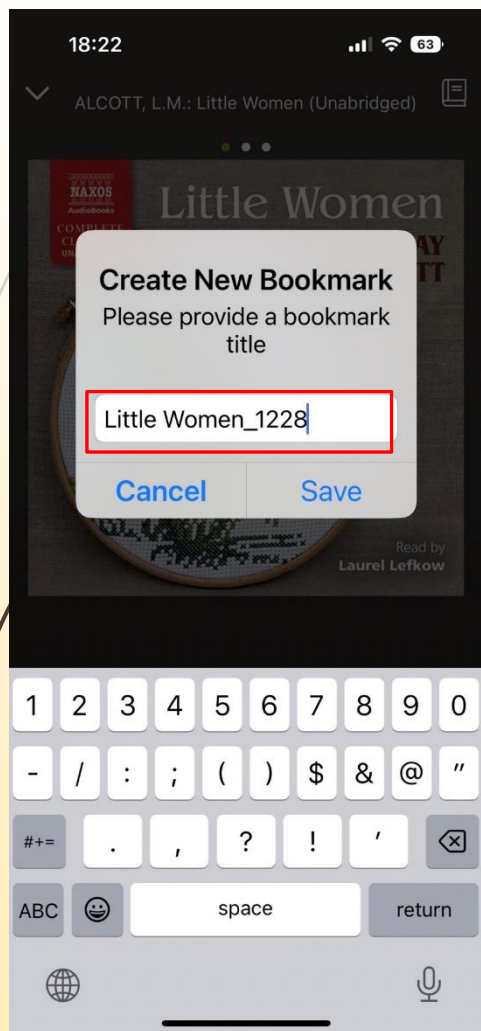 18:22
63
ALCOTT, L.M.: Little Women (Unabridged)
NAXOS
AudioBooks
COMPLETE
Little Women
Create New Bookmark
Please provide a bookmark
title
Little Women_1228
Cancel
Save
Read by
Laurel Lefkow
1 2 3 4 5 6 7 8 9 0
- / : ; ( ) $ & @ "
#+= . , ? ! '
ABC space return